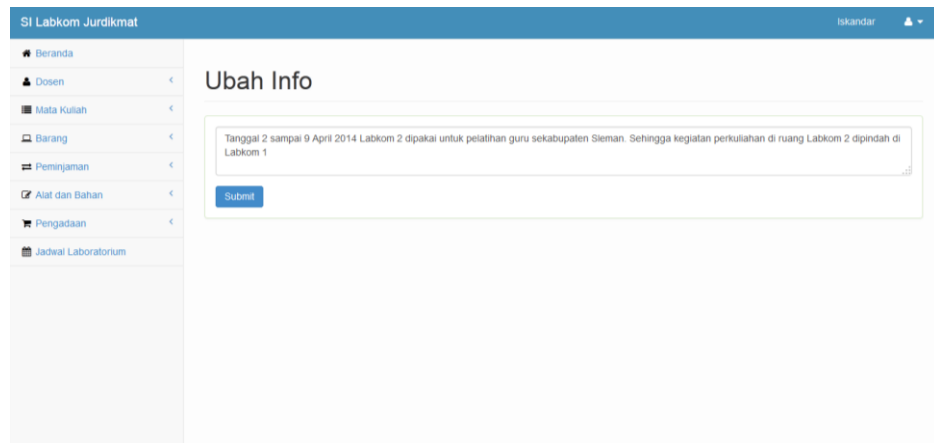 SI Labkom Jurdikmat
Iskandar
Beranda
Dosen
Mata Kuliah
Barang
Peminjaman
Alat dan Bahan
Pengadaan
Jadwal Laboratorium
Ubah Info
Tanggal 2 sampai 9 April 2014 Labkom 2 dipakai untuk pelatihan guru sekabupaten Sleman. Sehingga kegiatan perkuliahan di ruang Labkom 2 dipindah di
Labkom 1
Submit